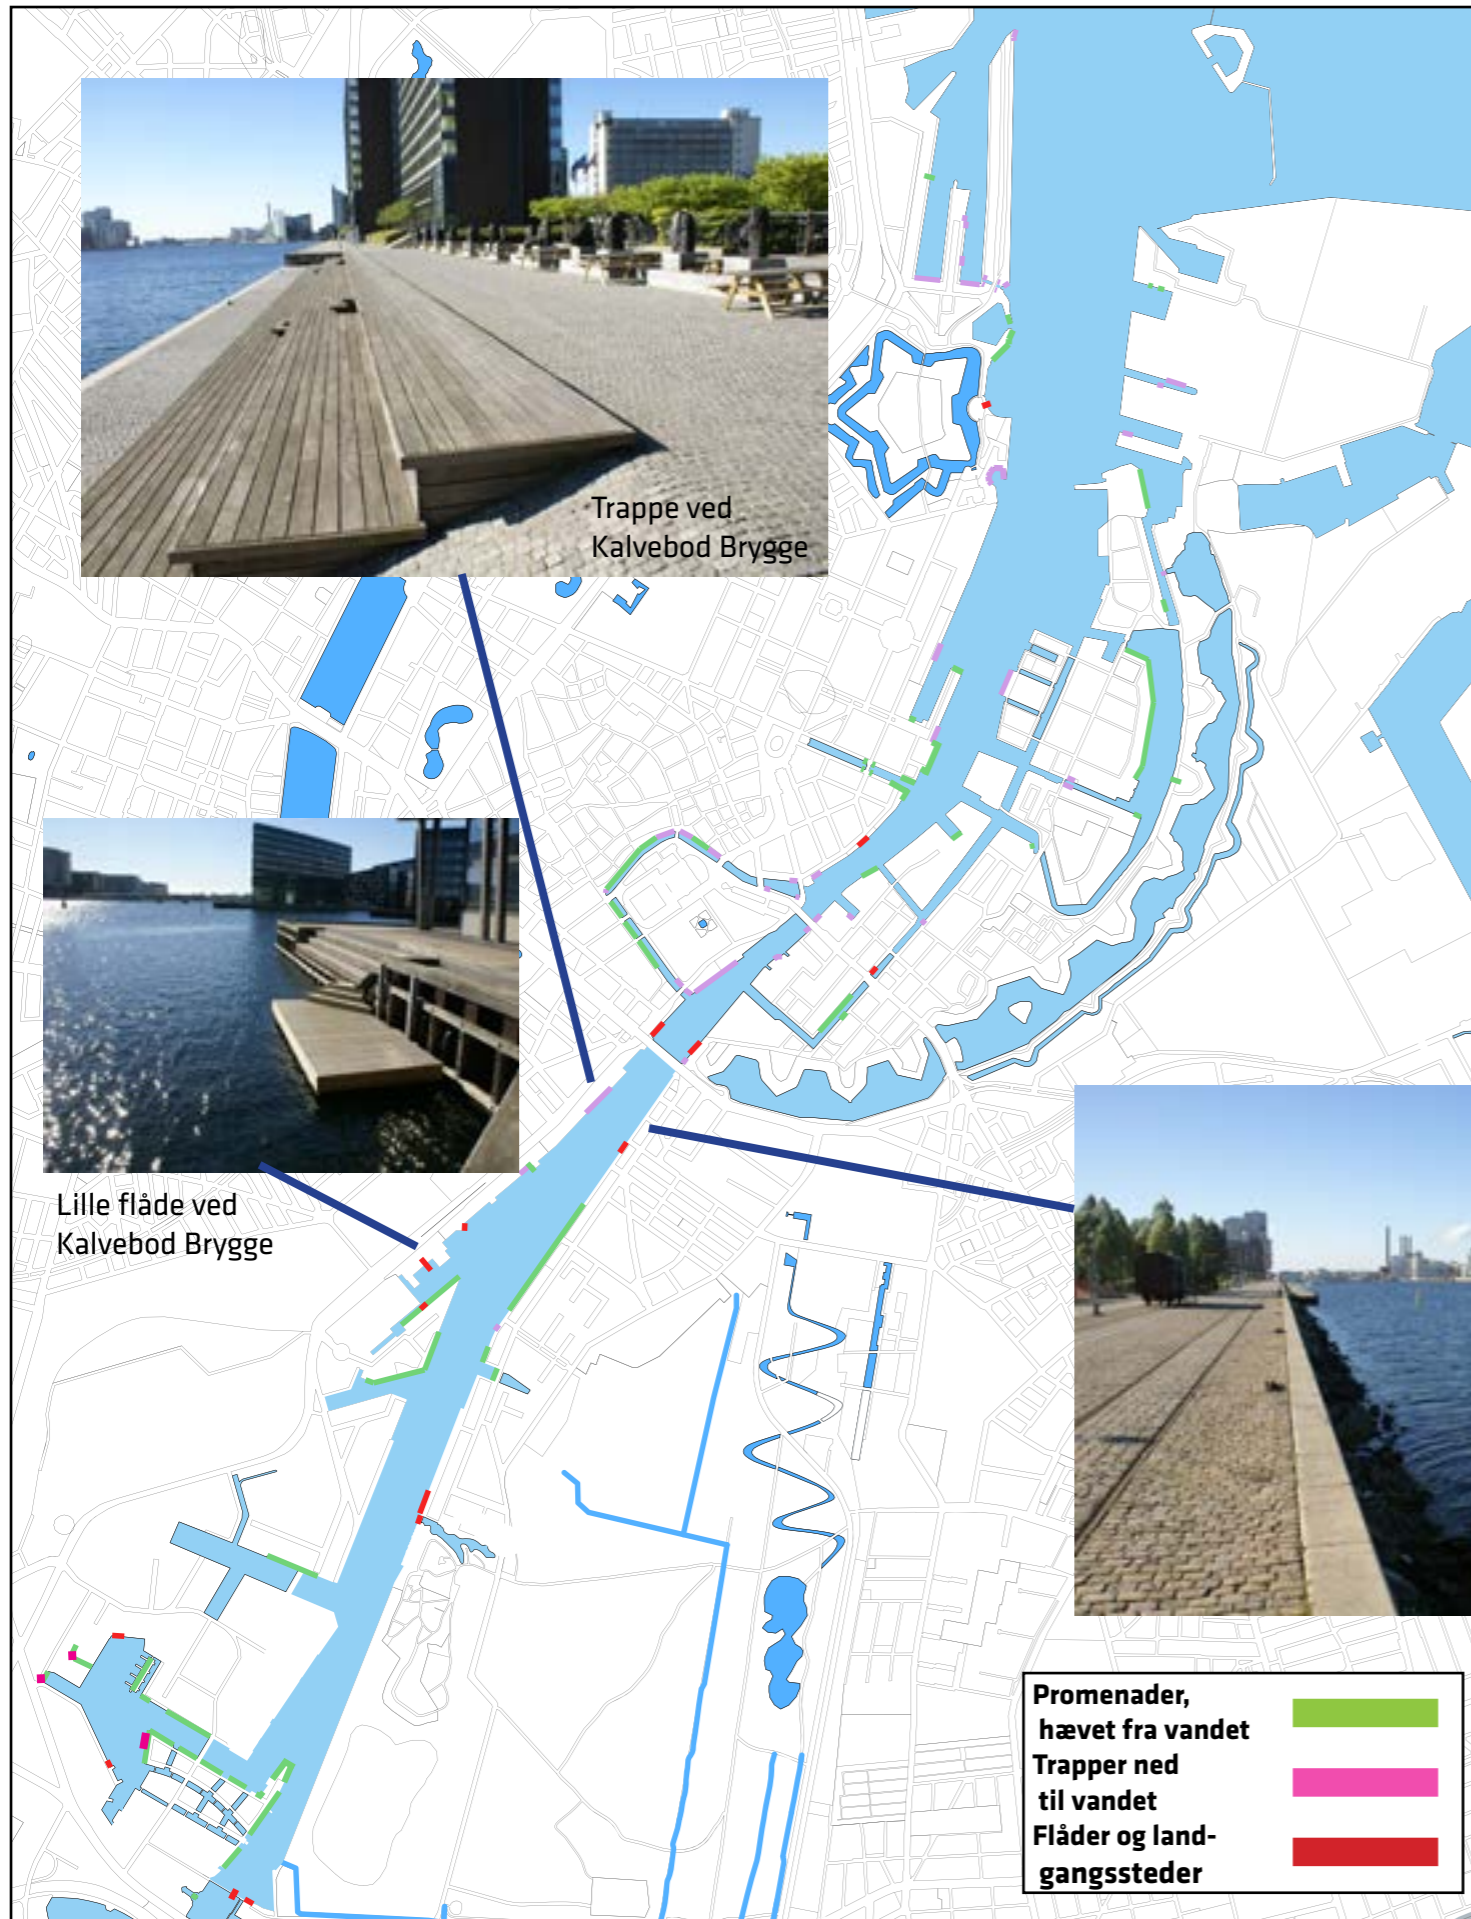 Trappe ved
Kalvebod Brygge
Lille flåde ved
Kalvebod Brygge
Promenader,
hævet fra vandet
Trapper ned
til vandet
Flåder og land-
gangssteder